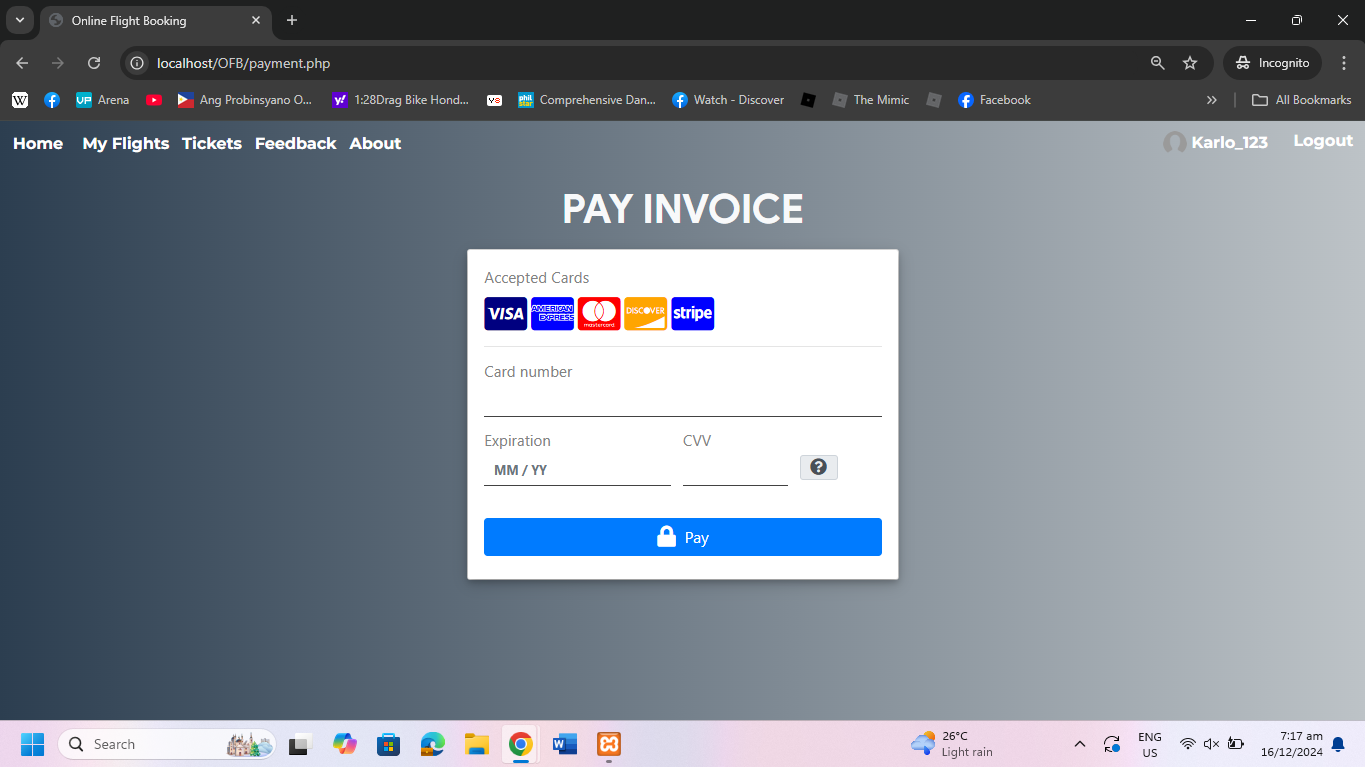 Online Flight Booking
localhost/OFB/payment.php
Incognito
W
UP Arena
Ang Probinsyano O...
y! 1:28Drag Bike Hond...
phil star Comprehensive Dan...
Watch - Discover
The Mimic
Facebook
All Bookmarks
Home My Flights Tickets Feedback About
Karlo_123 Logout
PAY INVOICE
Accepted Cards
VISA
AMERICAN EXPRESS
mastercard
DISCOVER
stripe
Card number
Expiration CVV
MM / YY
?
Pay
Search
W
26°C
Light rain
ENG
US
7:17 am
16/12/2024